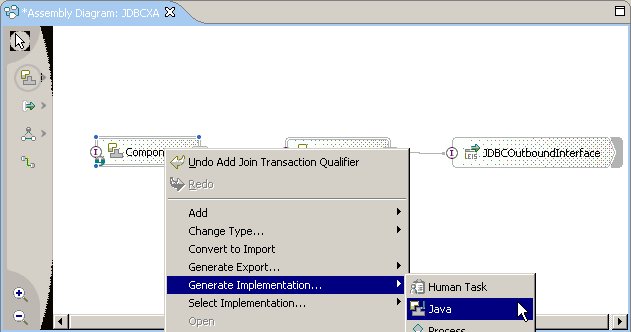 *Assembly Diagram: JDBCXA
I
Compon
I
LEIS
JDBCOutboundInterface
Undo Add Join Transaction Qualifier
Redo
Add
Change Type...
Convert to Import
Generate Export...
Generate Implementation...
Select Implementation...
Open
Human Task
Java
Process